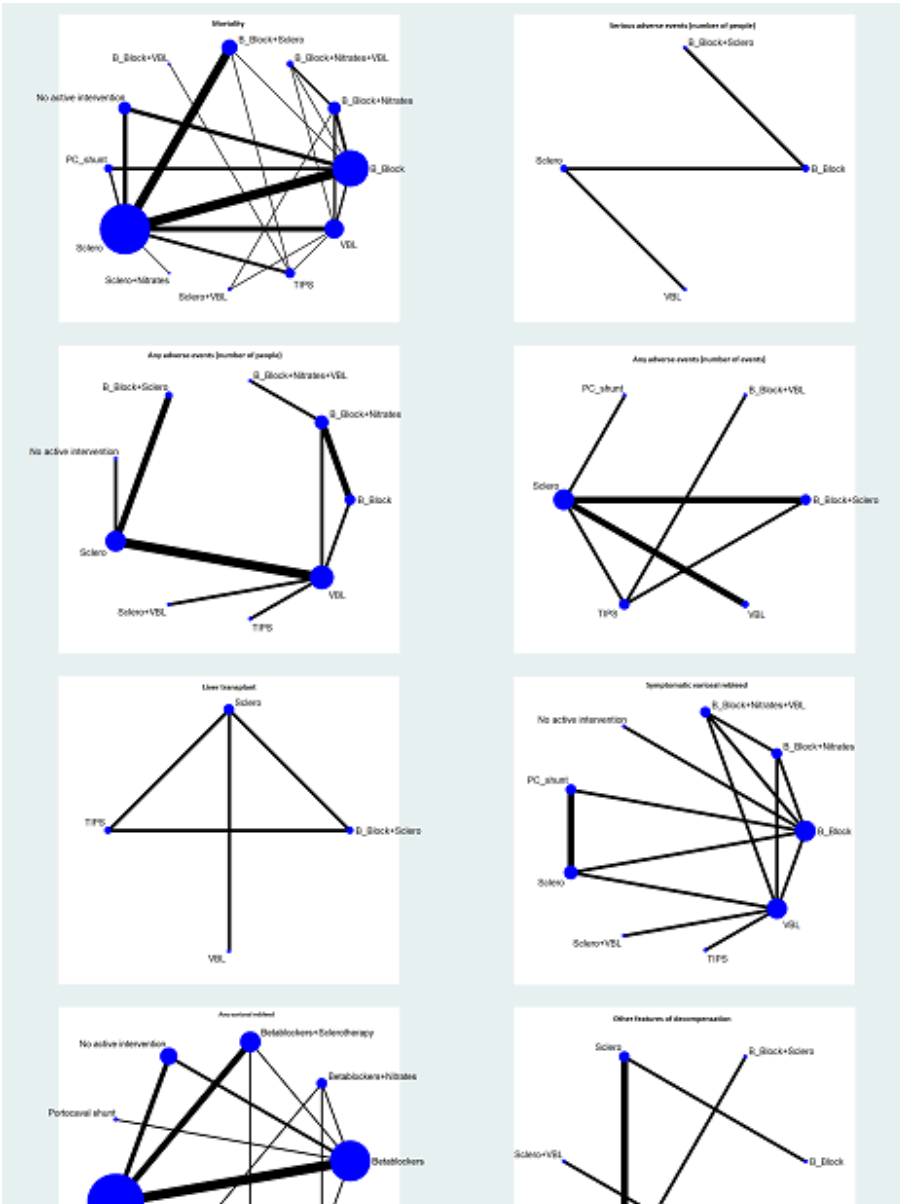 Mortality
B_Block+Sclero
B_Block+VBL
B_Block+Nitrates+VBL
No active intervention
B_Block+Nitrates
PC_shunt
B_Block
Sclero
VBL
Sclero+Nitrates
TIPS
Sclero+VBL
Serious adverse events (number of people)
B_Block+Sclero
Sclero
B_Block
VBL
Any adverse events (number of people)
B_Block+Nitrates+VBL
B_Block+Sclero
B_Block+Nitrates
No active intervention
B_Block
Sclero
VBL
Sclero+VBL
TIPS
Any adverse events (number of events)
PC_shunt
B_Block+VBL
Sclero
B_Block+Sclero
TIPS
VBL
Liver transplant
Sclero
TIPS
B_Block+Sclero
VBL
Symptomatic variceal rebleed
B_Block+Nitrates+VBL
No active intervention
B_Block+Nitrates
PC_shunt
B_Block
Sclero
VBL
Sclero+VBL
TIPS
Any variceal rebleed
Betablockers+Sclerotherapy
No active intervention
Betablockers+Nitrates
Portocaval shunt
Betablockers
Other features of decompensation
Sclero
B_Block+Sclero
Sclero+VBL
B_Block